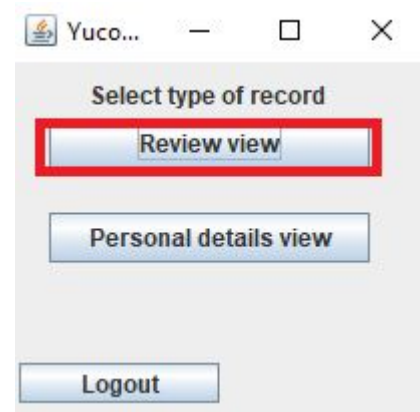 Yuco...
Select type of record
Review view
Personal details view
Logout